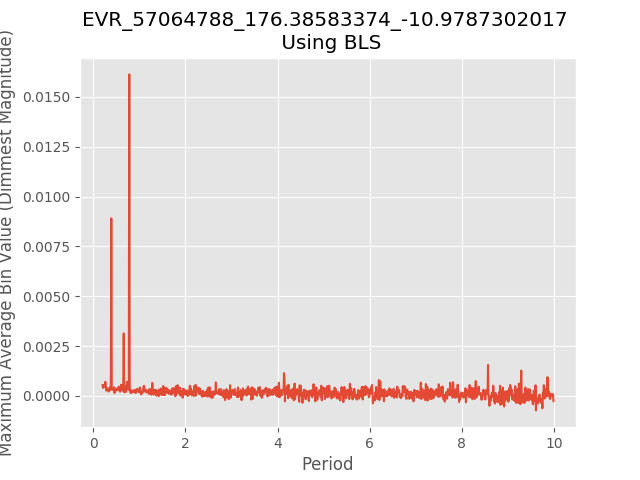 EVR_57064788_176.38583374_-10.9787302017
Using BLS
Maximum Average Bin Value (Dimmest Magnitude)
0.0150
0.0125
0.0100
0.0075
0.0050
0.0025
0.0000
0 2 4 6 8 10
Period